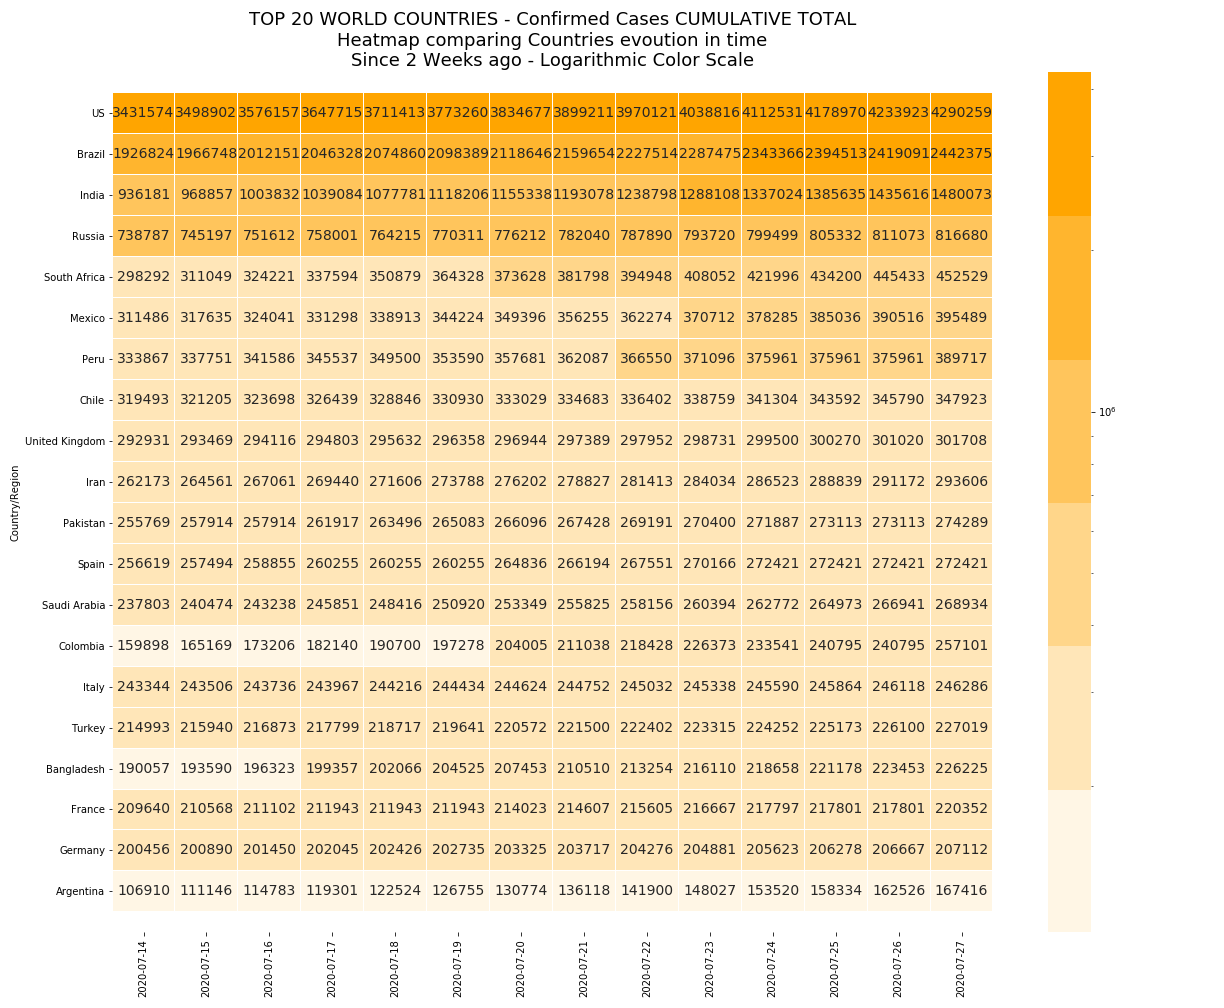 TOP 20 WORLD COUNTRIES - Confirmed Cases CUMULATIVE TOTAL
Heatmap comparing Countries evoution in time
Since 2 Weeks ago - Logarithmic Color Scale
US 3431574 3498902 3576157 3647715 3711413 3773260 3834677 3899211 3970121 4038816 4112531 4178970 4233923 4290259
Brazil 1926824 1966748 2012151 2046328 2074860 2098389 2118646 2159654 2227514 2287475 2343366 2394513 2419091 2442375
India 936181 968857 1003832 1039084 1077781 1118206 1155338 1193078 1238798 1288108 1337024 1385635 1435616 1480073
Russia 738787 745197 751612 758001 764215 770311 776212 782040 787890 793720 799499 805332 811073 816680
South Africa 298292 311049 324221 337594 350879 364328 373628 381798 394948 408052 421996 434200 445433 452529
Mexico 311486 317635 324041 331298 338913 344224 349396 356255 362274 370712 378285 385036 390516 395489
Peru 333867 337751 341586 345537 349500 353590 357681 362087 366550 371096 375961 375961 375961 389717
Chile 319493 321205 323698 326439 328846 330930 333029 334683 336402 338759 341304 343592 345790 347923
10⁶
United Kingdom 292931 293469 294116 294803 295632 296358 296944 297389 297952 298731 299500 300270 301020 301708
Iran 262173 264561 267061 269440 271606 273788 276202 278827 281413 284034 286523 288839 291172 293606
Country/Region
Pakistan 255769 257914 257914 261917 263496 265083 266096 267428 269191 270400 271887 273113 273113 274289
Spain 256619 257494 258855 260255 260255 260255 264836 266194 267551 270166 272421 272421 272421 272421
Saudi Arabia 237803 240474 243238 245851 248416 250920 253349 255825 258156 260394 262772 264973 266941 268934
Colombia 159898 165169 173206 182140 190700 197278 204005 211038 218428 226373 233541 240795 240795 257101
Italy 243344 243506 243736 243967 244216 244434 244624 244752 245032 245338 245590 245864 246118 246286
Turkey 214993 215940 216873 217799 218717 219641 220572 221500 222402 223315 224252 225173 226100 227019
Bangladesh 190057 193590 196323 199357 202066 204525 207453 210510 213254 216110 218658 221178 223453 226225
France 209640 210568 211102 211943 211943 211943 214023 214607 215605 216667 217797 217801 217801 220352
Germany 200456 200890 201450 202045 202426 202735 203325 203717 204276 204881 205623 206278 206667 207112
Argentina 106910 111146 114783 119301 122524 126755 130774 136118 141900 148027 153520 158334 162526 167416
2020-07-14 2020-07-15 2020-07-16 2020-07-17 2020-07-18 2020-07-19 2020-07-20 2020-07-21 2020-07-22 2020-07-23 2020-07-24 2020-07-25 2020-07-26 2020-07-27